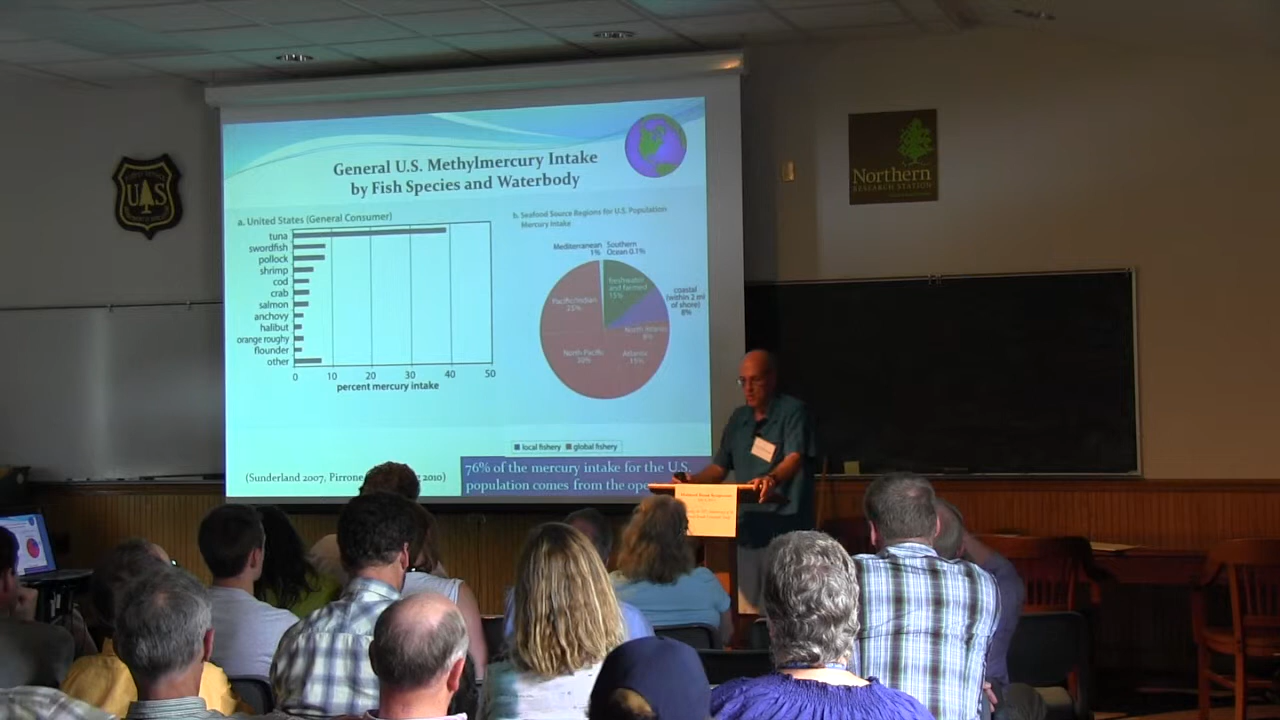 General U.S. Methylmercury Intake
by Fish Species and Waterbody
a. United States (General Consumer)
tuna
swordfish
pollock
shrimp
cod
crab
salmon
anchovy
halibut
orange roughy
flounder
other
0 10 20 30 40 50
percent mercury intake
b. Seafood Source Regions for U.S. Population
Mercury Intake
Mediterranean
1%
Southern
Ocean 0.1%
freshwater
and farmed
15%
coastal
(within 2 mi
of shore)
8%
Pacific/Indian
25%
North Atlantic
North Pacific
30%
Atlantic
local fishery global fishery
(Sunderland 2007, Pirrone 2010)
76% of the mercury intake for the U.S.
population comes from the ope
US
Northern
RESEARCH STATION